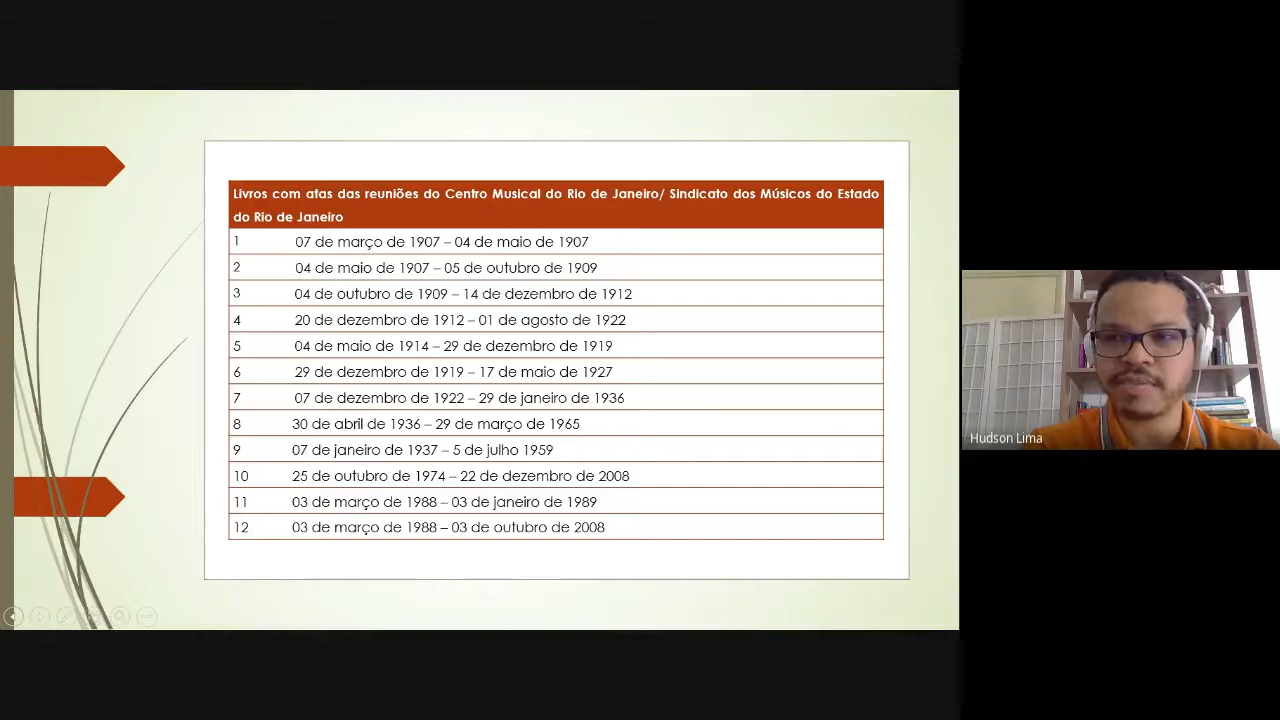 Livros com atas das reuniões do Centro Musical do Rio de Janeiro/ Sindicato dos Músicos do Estado
do Rio de Janeiro
1 07 de março de 1907 – 04 de maio de 1907
2 04 de maio de 1907 – 05 de outubro de 1909
3 04 de outubro de 1909 – 14 de dezembro de 1912
4 20 de dezembro de 1912 – 01 de agosto de 1922
5 04 de maio de 1914 – 29 de dezembro de 1919
6 29 de dezembro de 1919 – 17 de maio de 1927
7 07 de dezembro de 1922 – 29 de janeiro de 1936
8 30 de abril de 1936 – 29 de março de 1965
9 07 de janeiro de 1937 – 5 de julho 1959
10 25 de outubro de 1974 – 22 de dezembro de 2008
11 03 de março de 1988 – 03 de janeiro de 1989
12 03 de março de 1988 – 03 de outubro de 2008
Hudson Lima